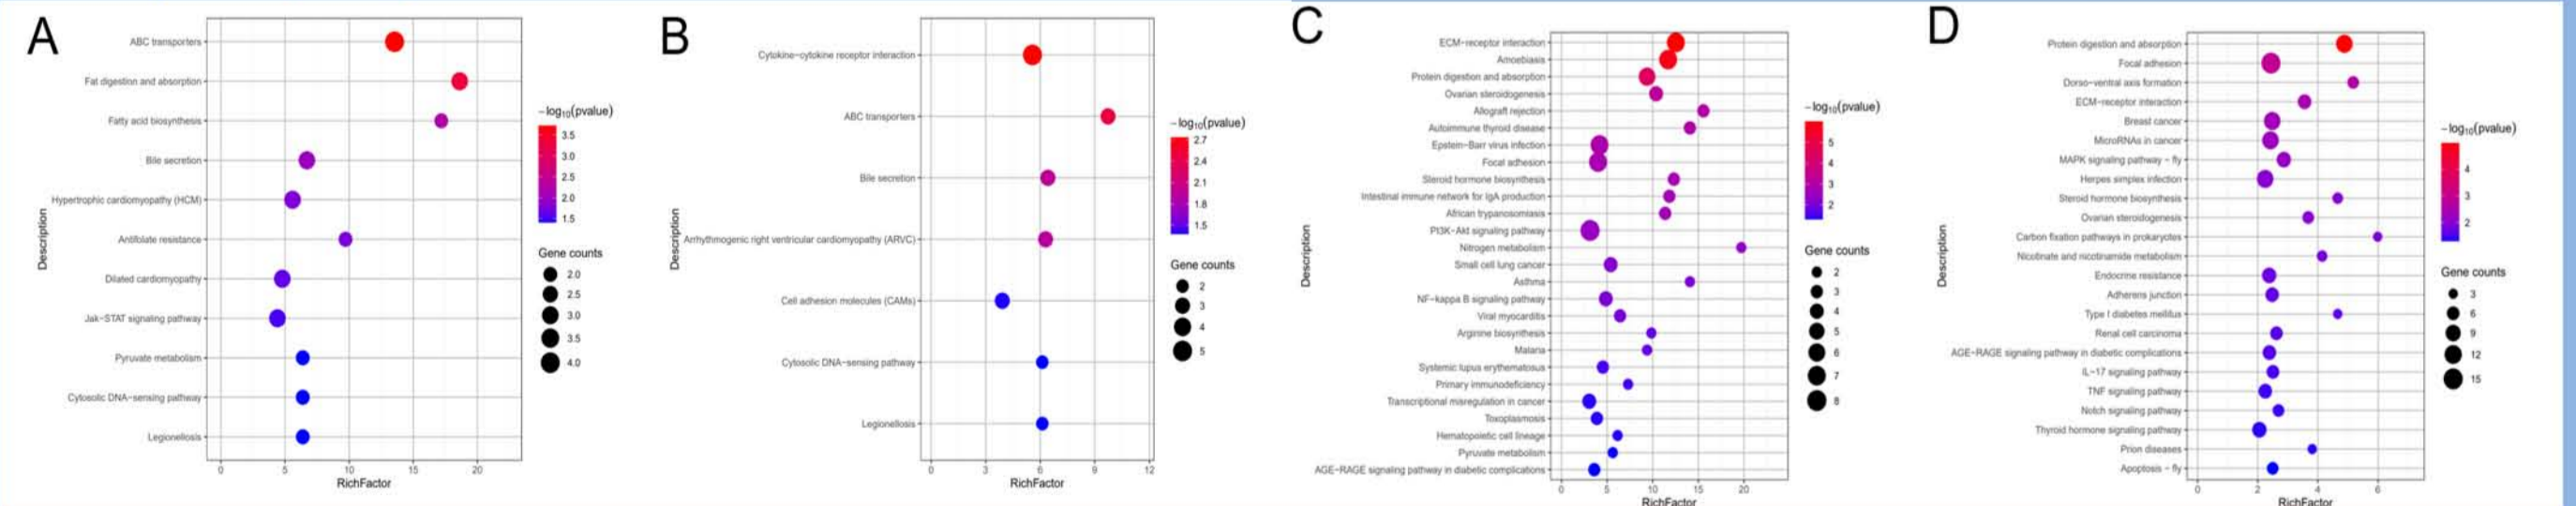 A
Description
ABC transporters
Fat digestion and absorption
Fatty acid biosynthesis
Bile secretion
Hypertrophic cardiomyopathy (HCM)
Antifolate resistance
Dilated cardiomyopathy
Jak−STAT signaling pathway
Pyruvate metabolism
Cytosolic DNA−sensing pathway
Legionellosis
0 5 10 15 20
RichFactor
−log10(pvalue)
3.5
3.0
2.5
2.0
1.5
Gene counts
2.0
2.5
3.0
3.5
4.0
B
Description
Cytokine−cytokine receptor interaction
ABC transporters
Bile secretion
Arrhythmogenic right ventricular cardiomyopathy (ARVC)
Cell adhesion molecules (CAMs)
Cytosolic DNA−sensing pathway
Legionellosis
0 3 6 9 12
RichFactor
−log10(pvalue)
2.7
2.4
2.1
1.8
1.5
Gene counts
2
3
4
5
C
Description
ECM−receptor interaction
Amoebiasis
Protein digestion and absorption
Ovarian steroidogenesis
Allograft rejection
Autoimmune thyroid disease
Epstein−Barr virus infection
Focal adhesion
Steroid hormone biosynthesis
Intestinal immune network for IgA production
African trypanosomiasis
PI3K−Akt signaling pathway
Nitrogen metabolism
Small cell lung cancer
Asthma
NF−kappa B signaling pathway
Viral myocarditis
Arginine biosynthesis
Malaria
Systemic lupus erythematosus
Primary immunodeficiency
Transcriptional misregulation in cancer
Toxoplasmosis
Hematopoietic cell lineage
Pyruvate metabolism
AGE−RAGE signaling pathway in diabetic complications
0 5 10 15 20
RichFactor
−log10(pvalue)
5
4
3
2
Gene counts
2
3
4
5
6
7
8
D
Description
Protein digestion and absorption
Focal adhesion
Dorso−ventral axis formation
ECM−receptor interaction
Breast cancer
MicroRNAs in cancer
MAPK signaling pathway − fly
Herpes simplex infection
Steroid hormone biosynthesis
Ovarian steroidogenesis
Carbon fixation pathways in prokaryotes
Nicotinate and nicotinamide metabolism
Endocrine resistance
Adherens junction
Type I diabetes mellitus
Renal cell carcinoma
AGE−RAGE signaling pathway in diabetic complications
IL−17 signaling pathway
TNF signaling pathway
Notch signaling pathway
Thyroid hormone signaling pathway
Prion diseases
Apoptosis − fly
0 2 4 6
RichFactor
−log10(pvalue)
4
3
2
Gene counts
3
6
9
12
15